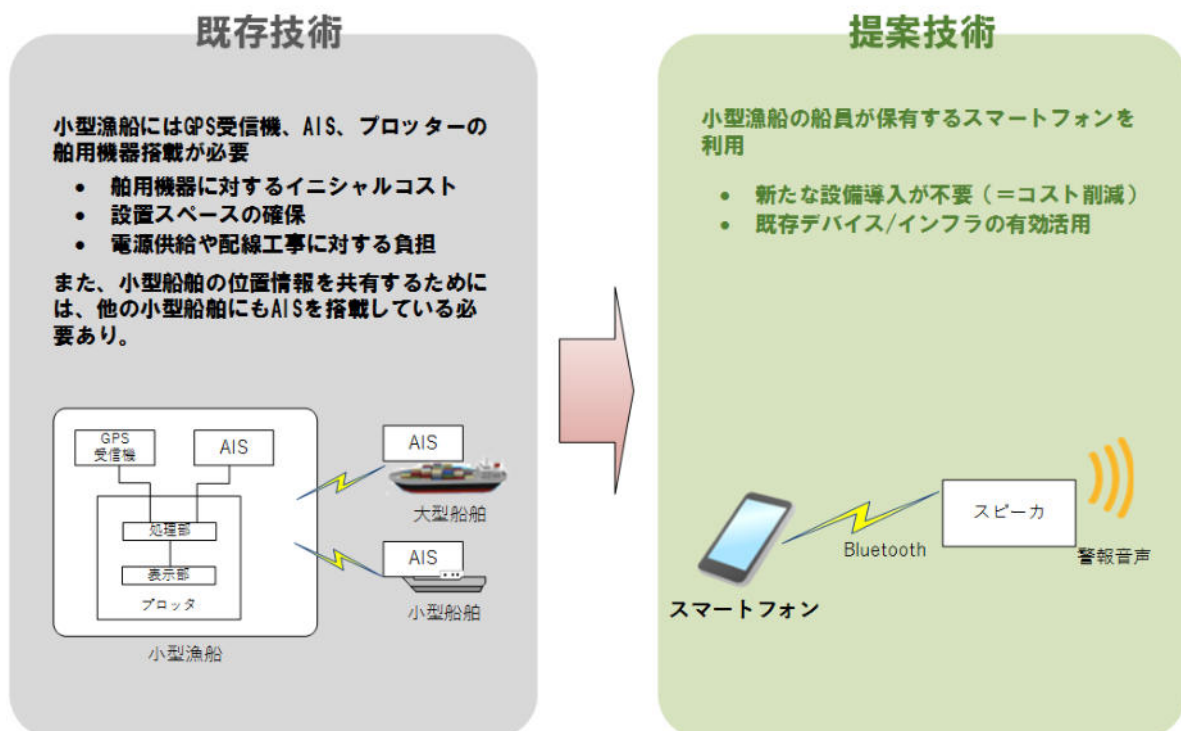 既存技術
小型漁船にはGPS受信機、AIS、プロッターの
舶用機器搭載が必要
• 舶用機器に対するイニシャルコスト
• 設置スペースの確保
• 電源供給や配線工事に対する負担
また、小型船舶の位置情報を共有するために
は、他の小型船舶にもAISを搭載している必
要あり。
GPS
受信機
AIS
処理部
表示部
プロッタ
小型漁船
AIS
大型船舶
AIS
小型船舶
提案技術
小型漁船の船員が保有するスマートフォンを
利用
• 新たな設備導入が不要(＝コスト削減)
• 既存デバイス/インフラの有効活用
スマートフォン
Bluetooth
スピーカ
警報音声